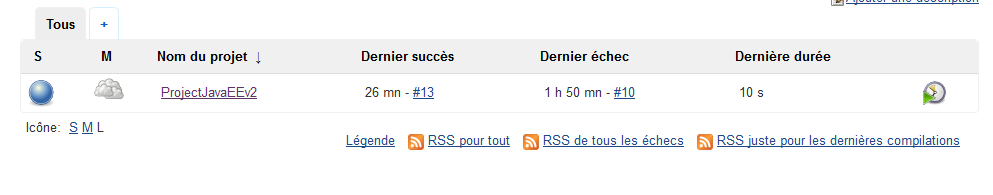 Ajouter une description
Tous +
S M Nom du projet ↓ Dernier succès Dernier échec Dernière durée
ProjectJavaEEv2 26 mn - #13 1 h 50 mn - #10 10 s
Icône: S M L
Légende RSS pour tout RSS de tous les échecs RSS juste pour les dernières compilations